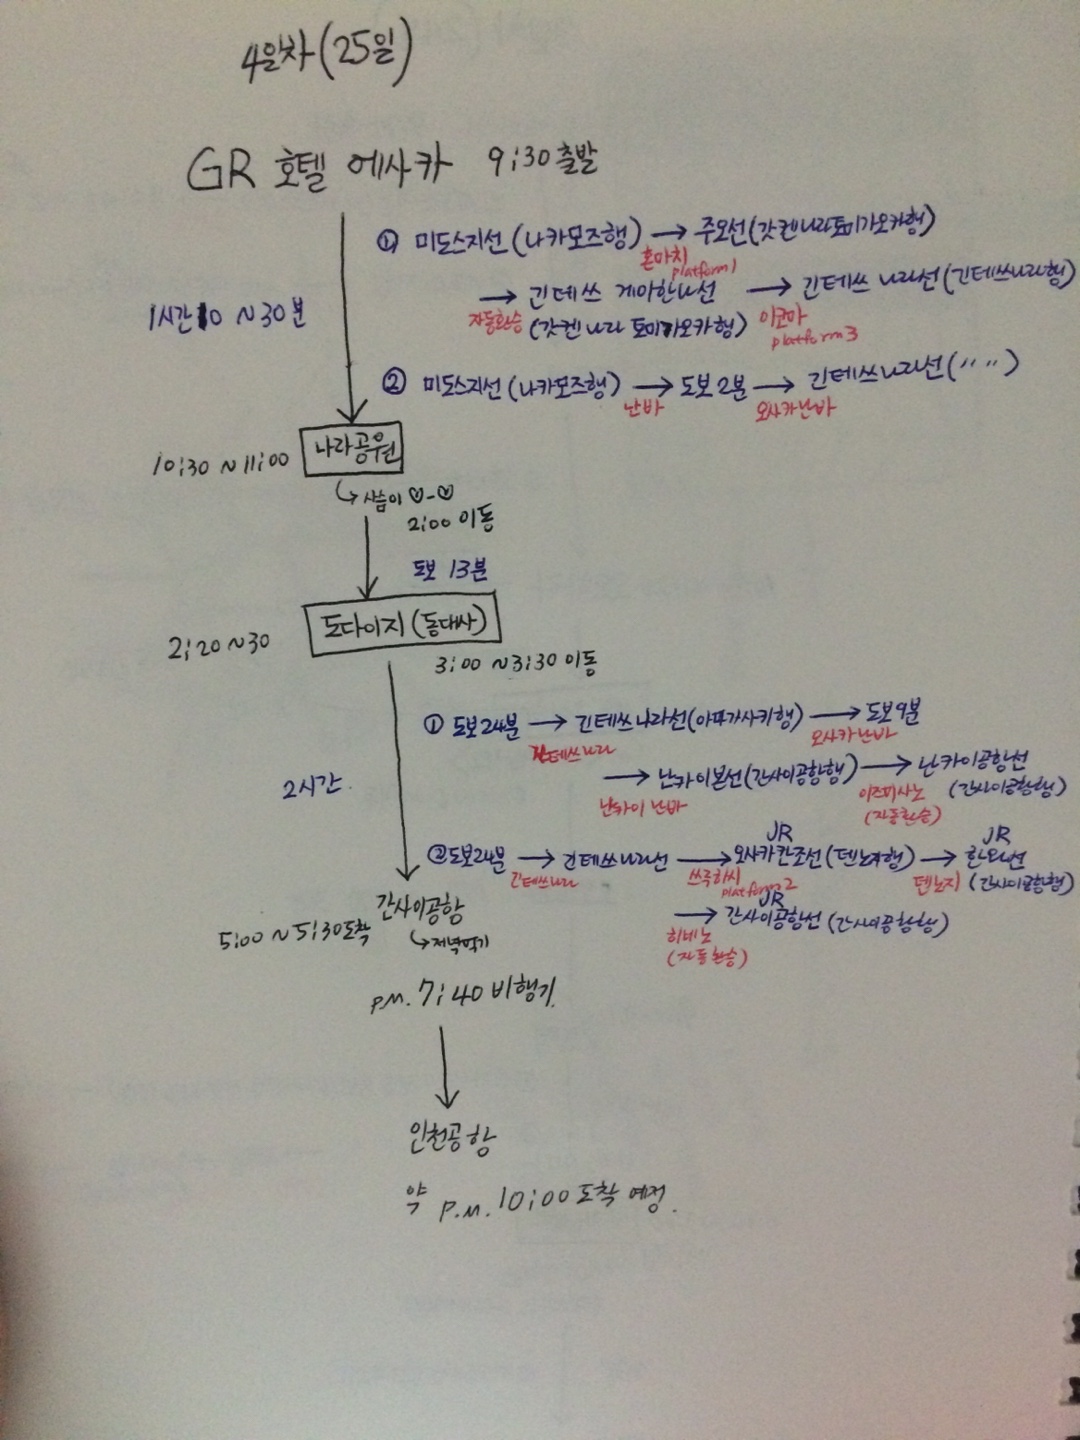 4일차(25일)
GR 호텔 에사카 9:30 출발
① 미도스지선(나카모즈행) → 주오선(갓켄나라토미가오카행)
혼마치
platform1
1시간10 ~30분
→ 긴테쓰 게이한나선 → 긴테쓰 나라선(긴테쓰나라행)
자동환승 (갓켄 나라 토미가오카행) 이코마
platform3
② 미도스지선(나카모즈행) → 도보 2분 → 긴테쓰나라선(〃〃)
난바 오사카난바
10:30 ~11:00 나라공원
↳ 사슴이 ♡-♡
2:00 이동
도보 13분
2:20 ~30 도다이지(동대사)
3:00 ~3:30 이동
① 도보24분 → 긴테쓰나라선(아마가사키행) → 도보9분
긴테쓰나라 오사카난바
2시간
→ 난카이본선(간사이공항행) → 난카이공항선
난카이 난바 이즈미사노 (간사이공항행)
(자동환승)
② 도보24분 → 긴테쓰나라선 → JR 오사카칸조선(텐노지행) → JR 한와선
긴테쓰나라 쓰루하시 텐노지 (간사이공항행)
platform2
→ JR 간사이공항선(간사이공항행)
히네노
(자동환승)
간사이공항
5:00 ~5:30도착 ↳저녁먹기
p.m. 7:40 비행기
인천공항
약 p.m. 10:00 도착 예정.